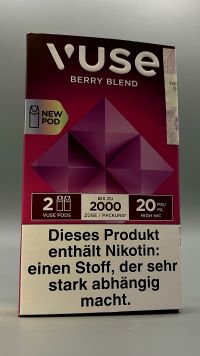 VUSE
BERRY BLEND
NEW
POD
2
VUSE PODS
BIS ZU
2000
ZÜGE / PACKUNG*
20 MG/
ML
HIGH NIC
Dieses Produkt
enthält Nikotin:
einen Stoff, der sehr
stark abhängig
macht.